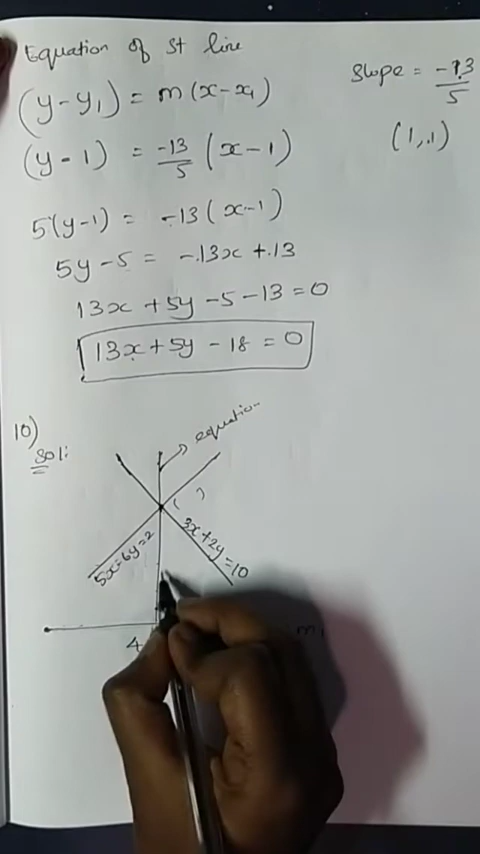 Equation of st line
(y-y₁) = m(x-x₁)
slope = -13/5
(y-1) = -13/5 (x-1)
(1,1)
5(y-1) = -13(x-1)
5y-5 = -13x+13
13x+5y-5-13=0
13x+5y-18=0
10)
Sol:
equation
( )
5x-6y=2
3x+2y=10
4
m